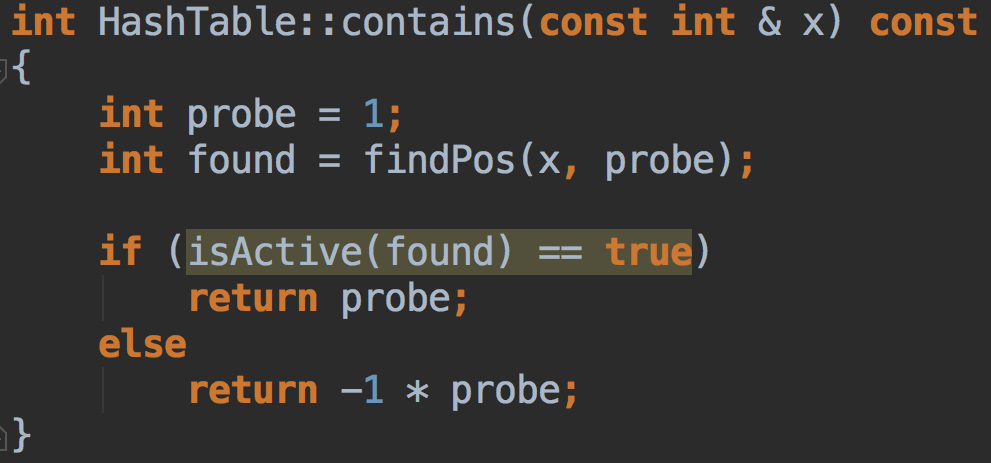 int HashTable::contains(const int & x) const
{
int probe = 1;
int found = findPos(x, probe);
if (isActive(found) == true)
return probe;
else
return -1 * probe;
}